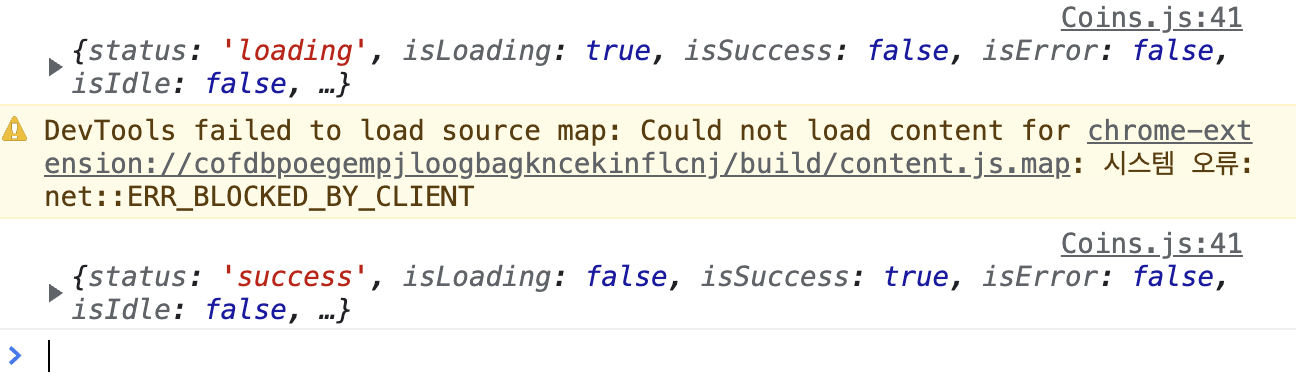 Coins.js:41
{status: 'loading', isLoading: true, isSuccess: false, isError: false,
isIdle: false, …}
DevTools failed to load source map: Could not load content for chrome-ext
ension://cofdbpoegempjloogbagkncekinflcnj/build/content.js.map: 시스템 오류:
net::ERR_BLOCKED_BY_CLIENT
Coins.js:41
{status: 'success', isLoading: false, isSuccess: true, isError: false,
isIdle: false, …}